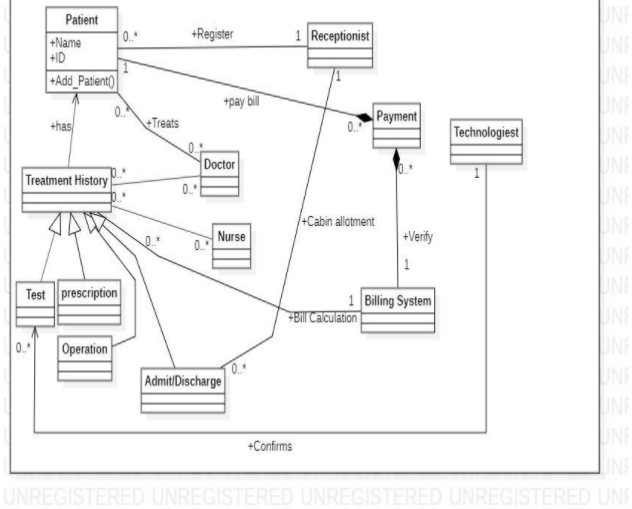 Patient
+Name
+ID
+Add_Patient()
0..*
+Register
1
Receptionist
1
1
+pay bill
0..*
Payment
Technologiest
1
+has
0..*
+Treats
0..*
Doctor
0..*
Treatment History
0..*
0..*
0..*
Nurse
0..*
+Cabin allotment
0..*
+Verify
1
Test
prescription
1
Billing System
+Bill Calculation
0..*
Operation
Admit/Discharge
0..*
+Confirms
UNREGISTERED UNREGISTERED UNREGISTERED UNREGISTERED